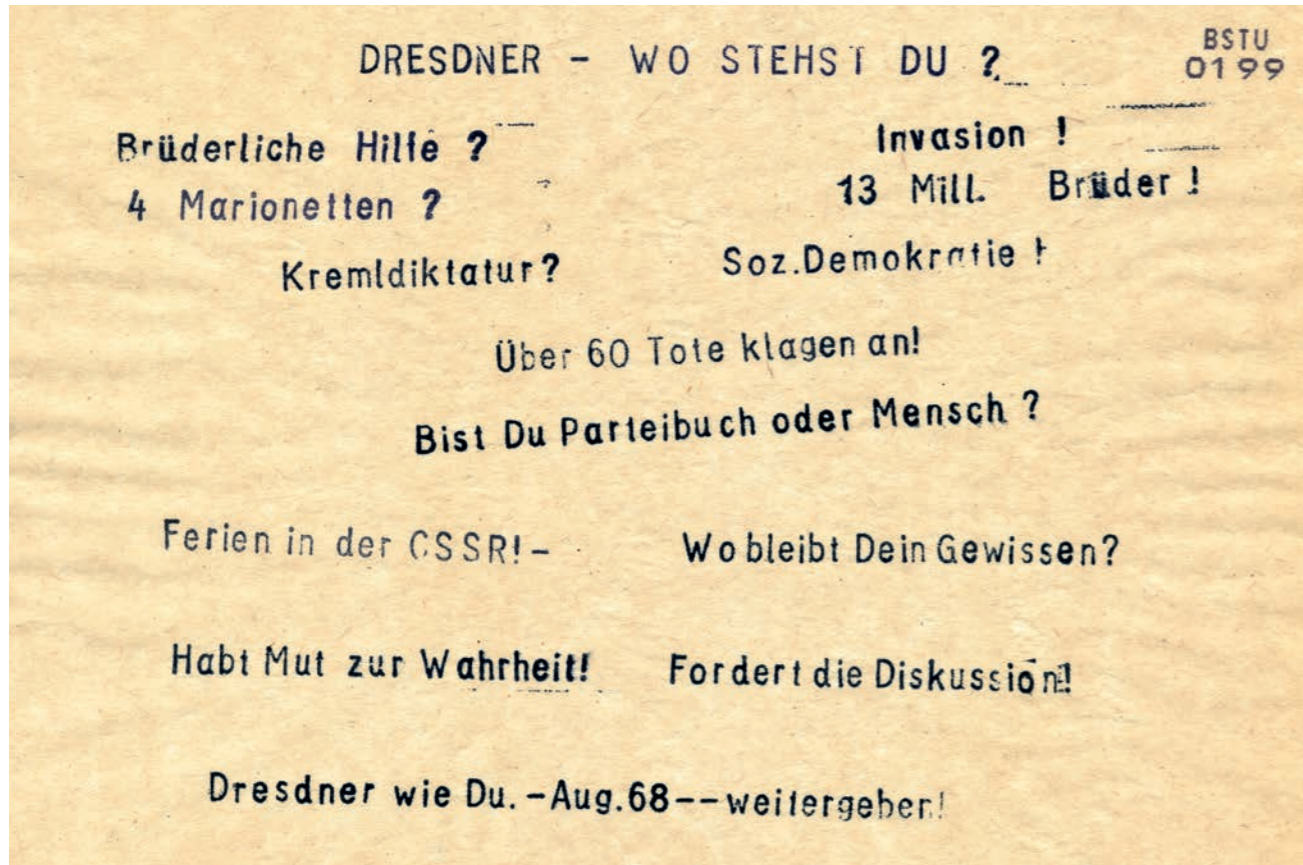 DRESDNER - WO STEHST DU ?
BSTU
0199
Brüderliche Hilfe ? Invasion !
4 Marionetten ? 13 Mill. Brüder !
Kremldiktatur? Soz.Demokratie !
Über 60 Tote klagen an!
Bist Du Parteibuch oder Mensch ?
Ferien in der CSSR!- Wo bleibt Dein Gewissen?
Habt Mut zur Wahrheit! Fordert die Diskussion!
Dresdner wie Du. -Aug.68--weitergeben!